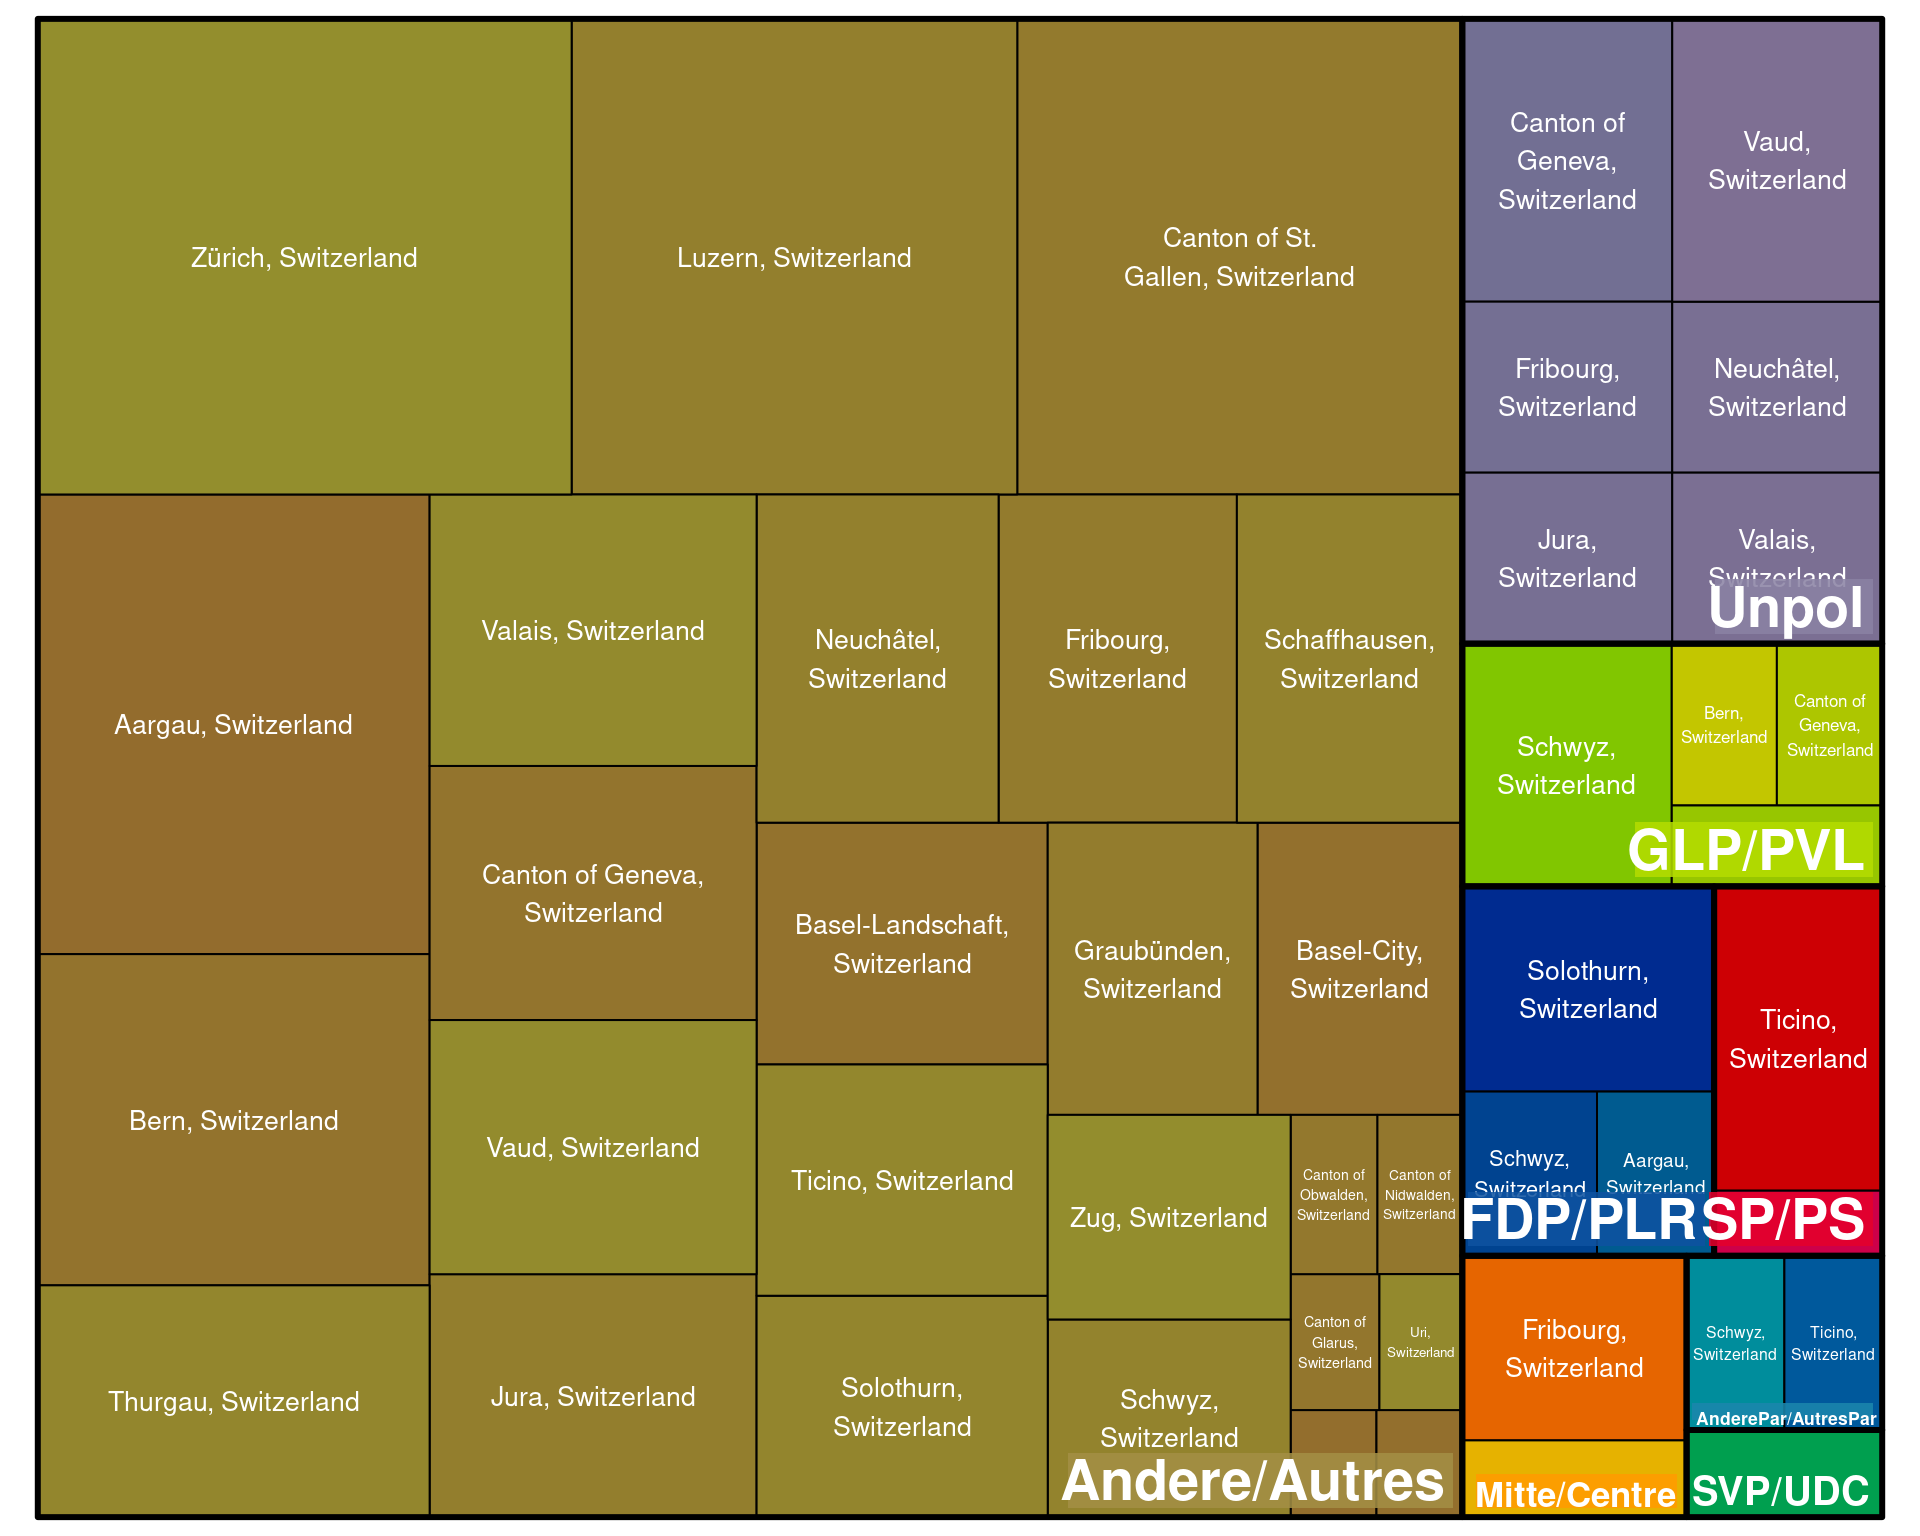 Zürich, Switzerland
Luzern, Switzerland
Canton of St.
Gallen, Switzerland
Aargau, Switzerland
Valais, Switzerland
Neuchâtel,
Switzerland
Fribourg,
Switzerland
Schaffhausen,
Switzerland
Canton of Geneva,
Switzerland
Basel-Landschaft,
Switzerland
Graubünden,
Switzerland
Basel-City,
Switzerland
Bern, Switzerland
Vaud, Switzerland
Ticino, Switzerland
Zug, Switzerland
Canton of
Obwalden,
Switzerland
Canton of
Nidwalden,
Switzerland
Canton of
Glarus,
Switzerland
Uri,
Switzerland
Thurgau, Switzerland
Jura, Switzerland
Solothurn,
Switzerland
Schwyz,
Switzerland
Andere/Autres
Canton of
Geneva,
Switzerland
Vaud,
Switzerland
Fribourg,
Switzerland
Neuchâtel,
Switzerland
Jura,
Switzerland
Valais,
Switzerland
Unpol
Schwyz,
Switzerland
Bern,
Switzerland
Canton of
Geneva,
Switzerland
GLP/PVL
Solothurn,
Switzerland
Schwyz,
Switzerland
Aargau,
Switzerland
FDP/PLR
Ticino,
Switzerland
SP/PS
Fribourg,
Switzerland
Mitte/Centre
Schwyz,
Switzerland
Ticino,
Switzerland
AnderePar/AutresPar
SVP/UDC